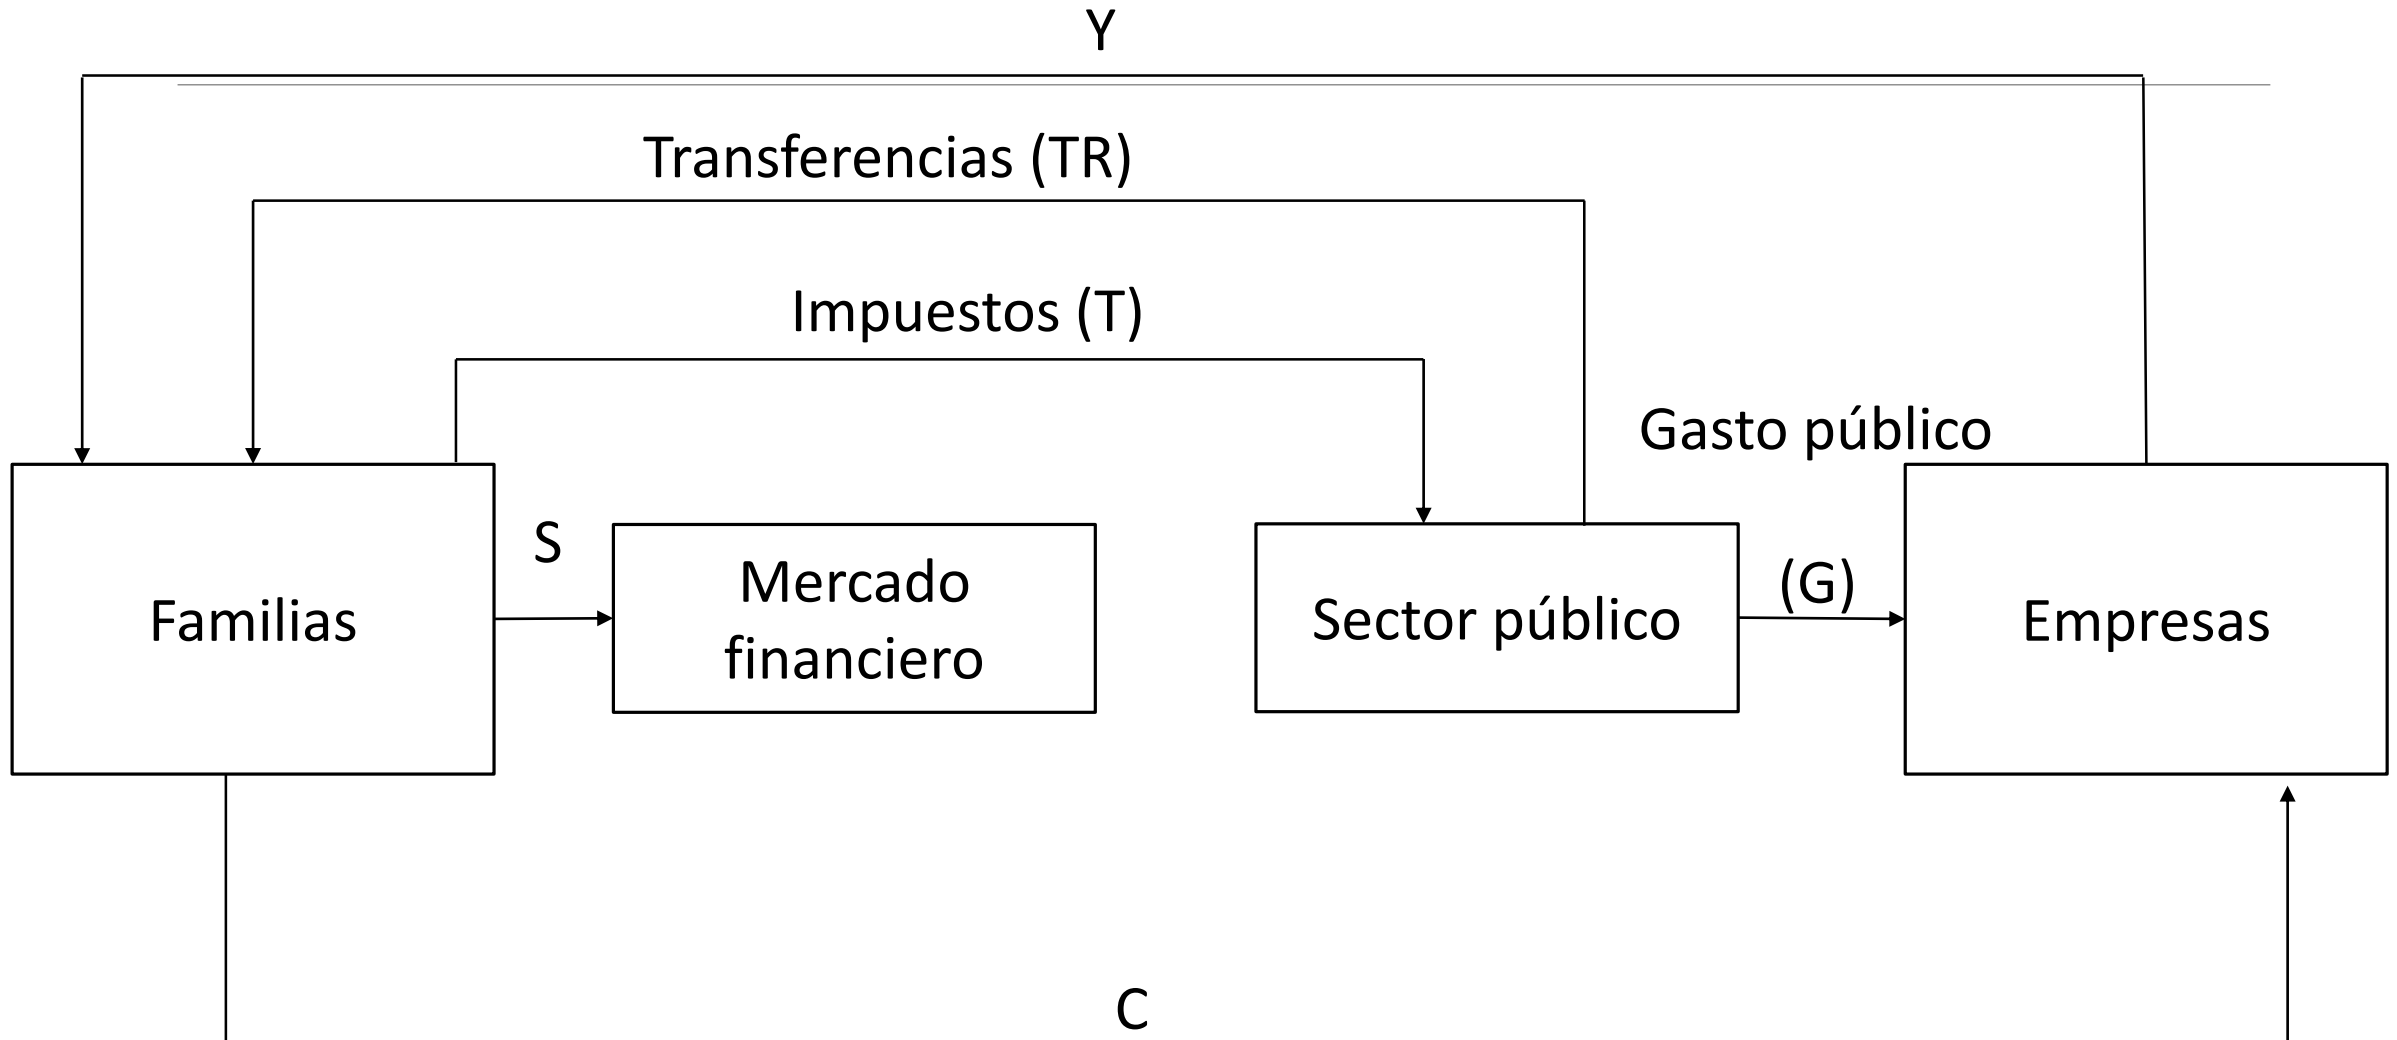 Y
Transferencias (TR)
Impuestos (T)
Gasto público
(G)
S
Familias
Mercado
financiero
Sector público
Empresas
C